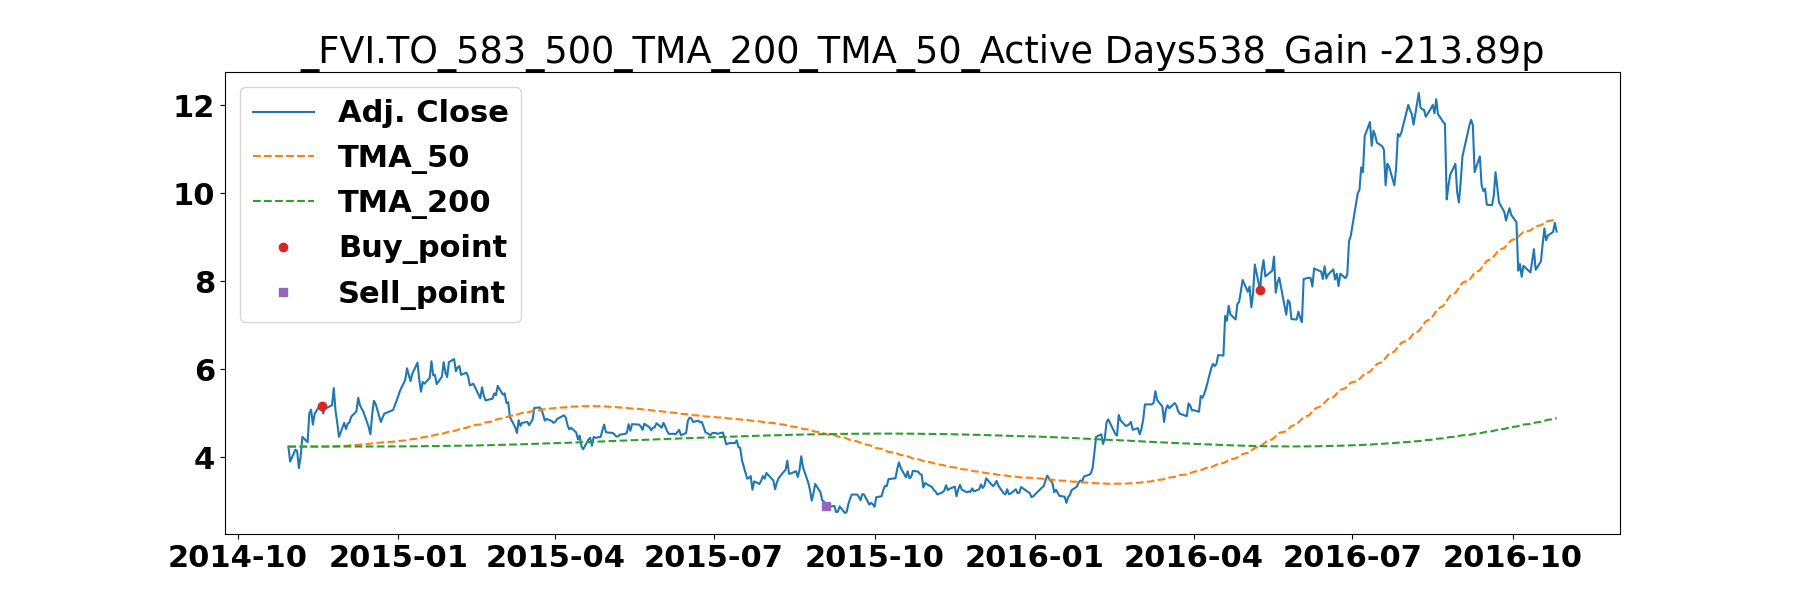 _FVI.TO_583_500_TMA_200_TMA_50_Active Days538_Gain -213.89p
Adj. Close
TMA_50
TMA_200
Buy_point
Sell_point
12
10
8
6
4
2014-10 2015-01 2015-04 2015-07 2015-10 2016-01 2016-04 2016-07 2016-10